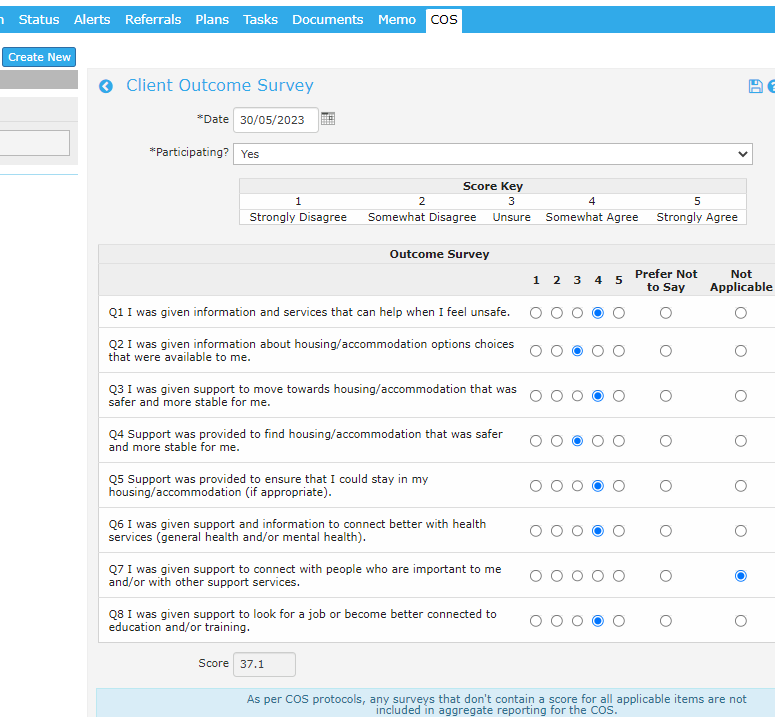 Status Alerts Referrals Plans Tasks Documents Memo COS
Create New
Client Outcome Survey
*Date 30/05/2023
*Participating? Yes
Score Key
1 2 3 4 5
Strongly Disagree Somewhat Disagree Unsure Somewhat Agree Strongly Agree
Outcome Survey
1 2 3 4 5 Prefer Not to Say Not Applicable
Q1 I was given information and services that can help when I feel unsafe.
Q2 I was given information about housing/accommodation options choices
that were available to me.
Q3 I was given support to move towards housing/accommodation that was
safer and more stable for me.
Q4 Support was provided to find housing/accommodation that was safer
and more stable for me.
Q5 Support was provided to ensure that I could stay in my
housing/accommodation (if appropriate).
Q6 I was given support and information to connect better with health
services (general health and/or mental health).
Q7 I was given support to connect with people who are important to me
and/or with other support services.
Q8 I was given support to look for a job or become better connected to
education and/or training.
Score 37.1
As per COS protocols, any surveys that don't contain a score for all applicable items are not
included in aggregate reporting for the COS.